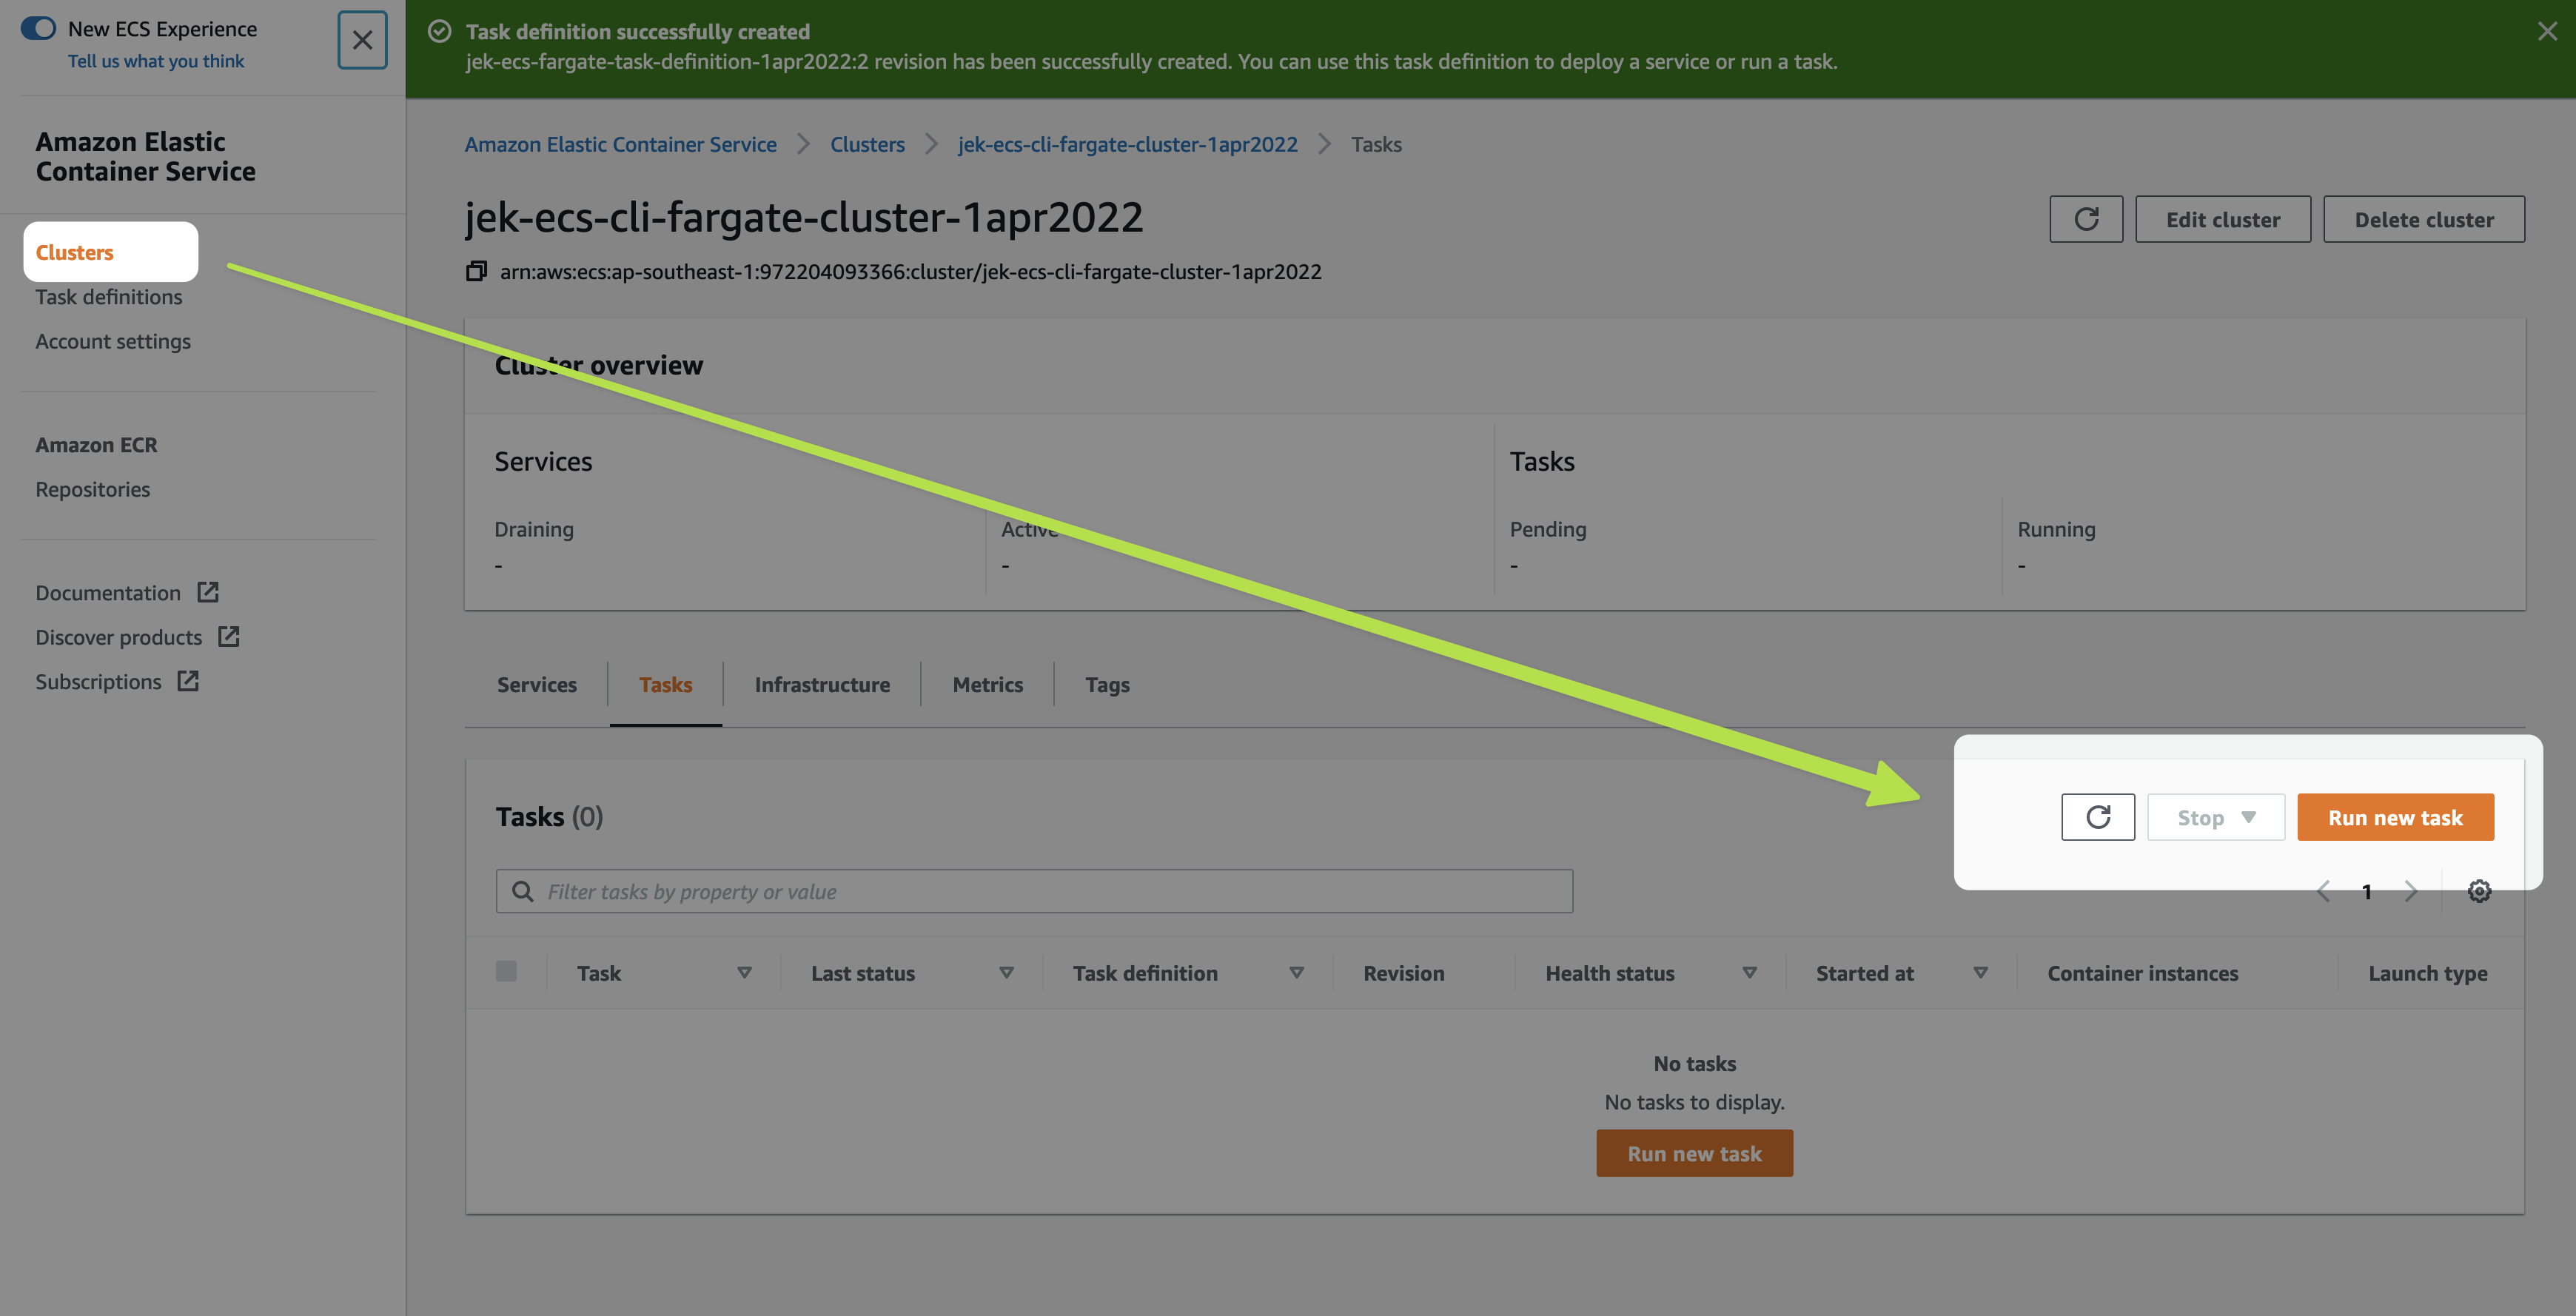 New ECS Experience
Tell us what you think
Amazon Elastic
Container Service
Clusters
Task definitions
Account settings
Amazon ECR
Repositories
Documentation
Discover products
Subscriptions
Task definition successfully created
jek-ecs-fargate-task-definition-1apr2022:2 revision has been successfully created. You can use this task definition to deploy a service or run a task.
Amazon Elastic Container Service Clusters jek-ecs-cli-fargate-cluster-1apr2022 Tasks
jek-ecs-cli-fargate-cluster-1apr2022
Edit cluster
Delete cluster
arn:aws:ecs:ap-southeast-1:972204093366:cluster/jek-ecs-cli-fargate-cluster-1apr2022
Cluster overview
Services
Tasks
Draining
Active
Pending
Running
-
-
-
-
Services Tasks Infrastructure Metrics Tags
Tasks (0)
Stop
Run new task
Filter tasks by property or value
1
Task Last status Task definition Revision Health status Started at Container instances Launch type
No tasks
No tasks to display.
Run new task